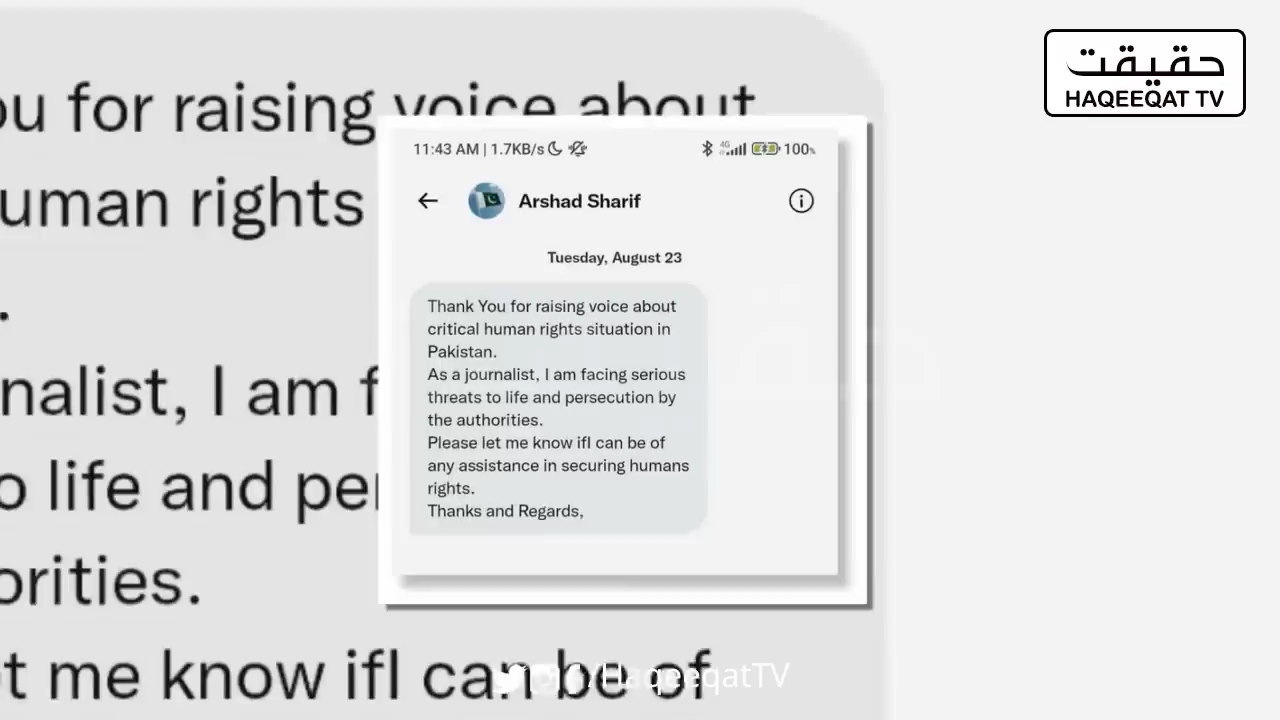 حقیقت
HAQEEQAT TV
ou for raising voice about
uman rights
.
nalist, I am f
o life and per
orities.
t me know ifI can be of
11:43 AM | 1.7KB/s
4G
100%
Arshad Sharif
Tuesday, August 23
Thank You for raising voice about
critical human rights situation in
Pakistan.
As a journalist, I am facing serious
threats to life and persecution by
the authorities.
Please let me know ifI can be of
any assistance in securing humans
rights.
Thanks and Regards,
/HaqeeqatTV